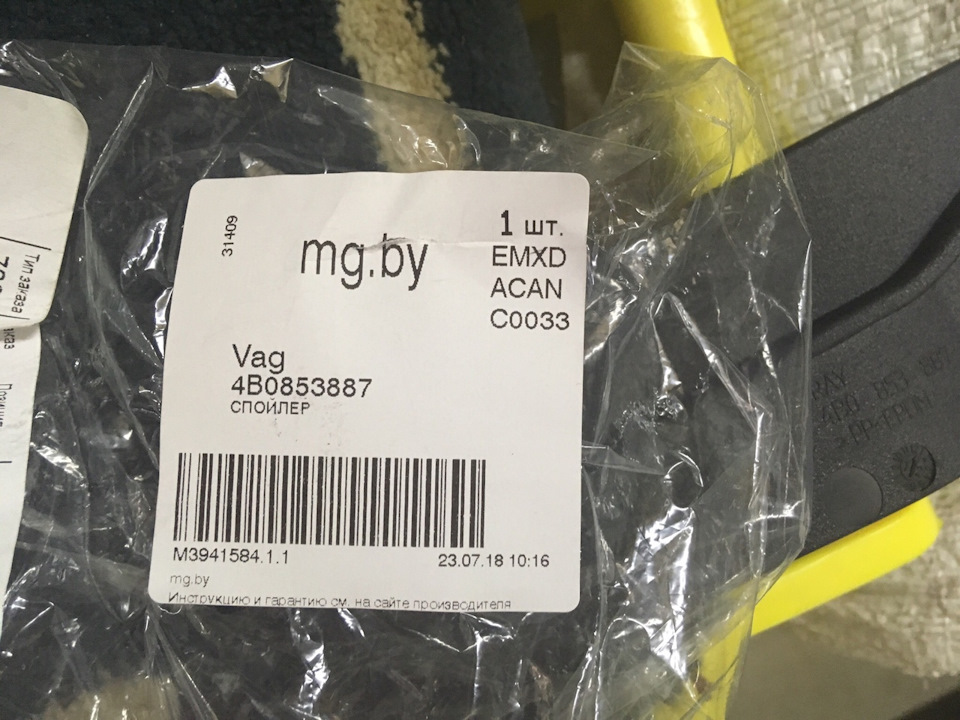 31409
mg.by
1 шт.
EMXD
ACAN
C0033
Vag
4B0853887
СПОЙЛЕР
M3941584.1.1
23.07.18 10:16
mg.by
Инструкцию и гарантию см. на сайте производителя
Тип заказа